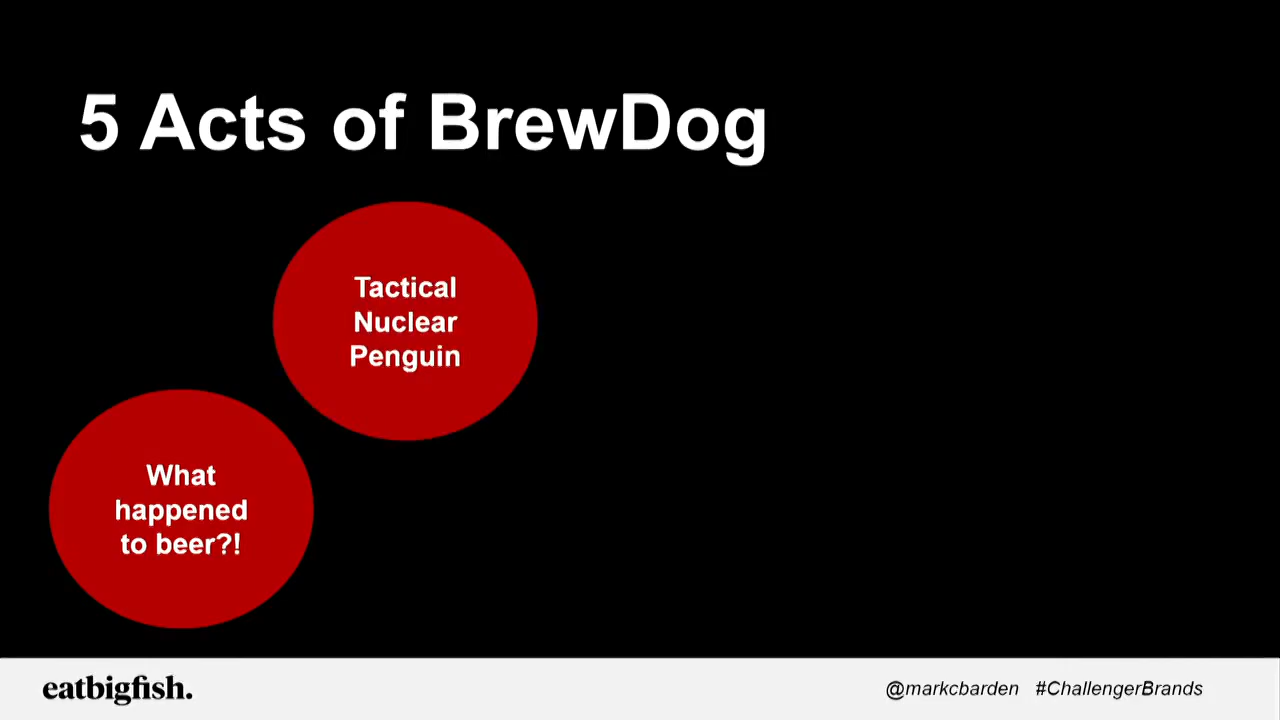 5 Acts of BrewDog
Tactical
Nuclear
Penguin
What
happened
to beer?!
eatbigfish.
@markcbarden #ChallengerBrands